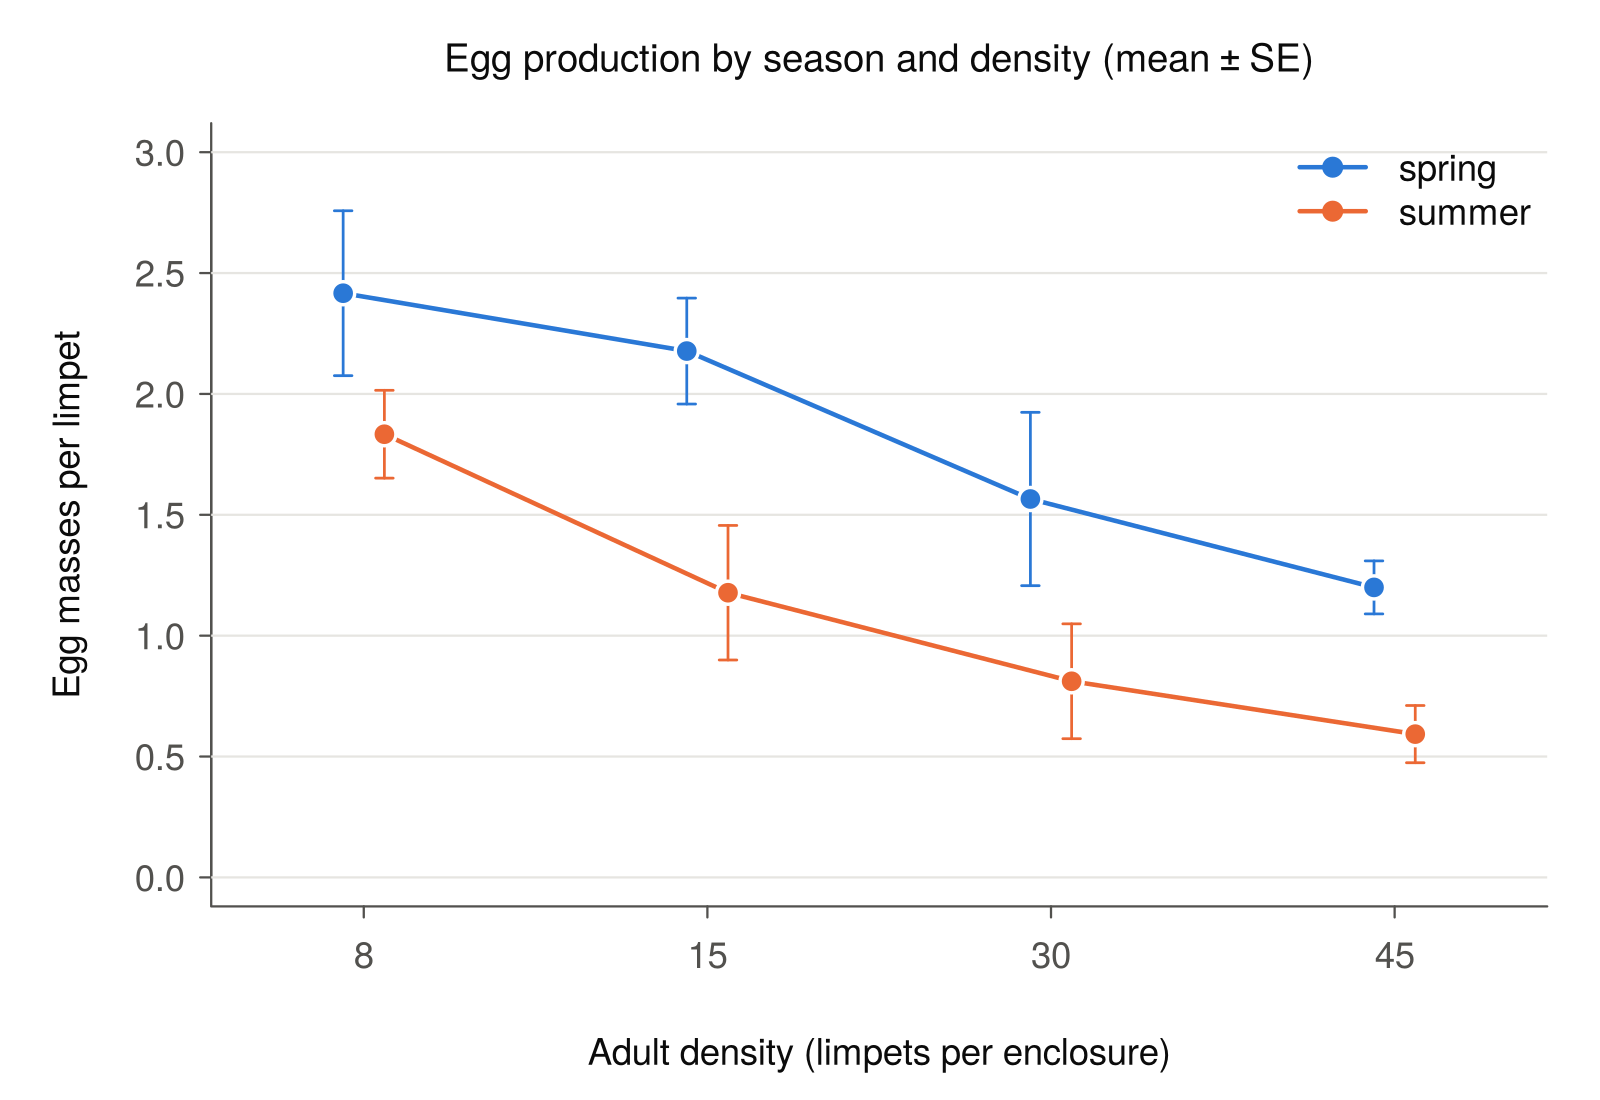 Egg production by season and density (mean ± SE)
spring
summer
Egg masses per limpet
3.0
2.5
2.0
1.5
1.0
0.5
0.0
8 15 30 45
Adult density (limpets per enclosure)